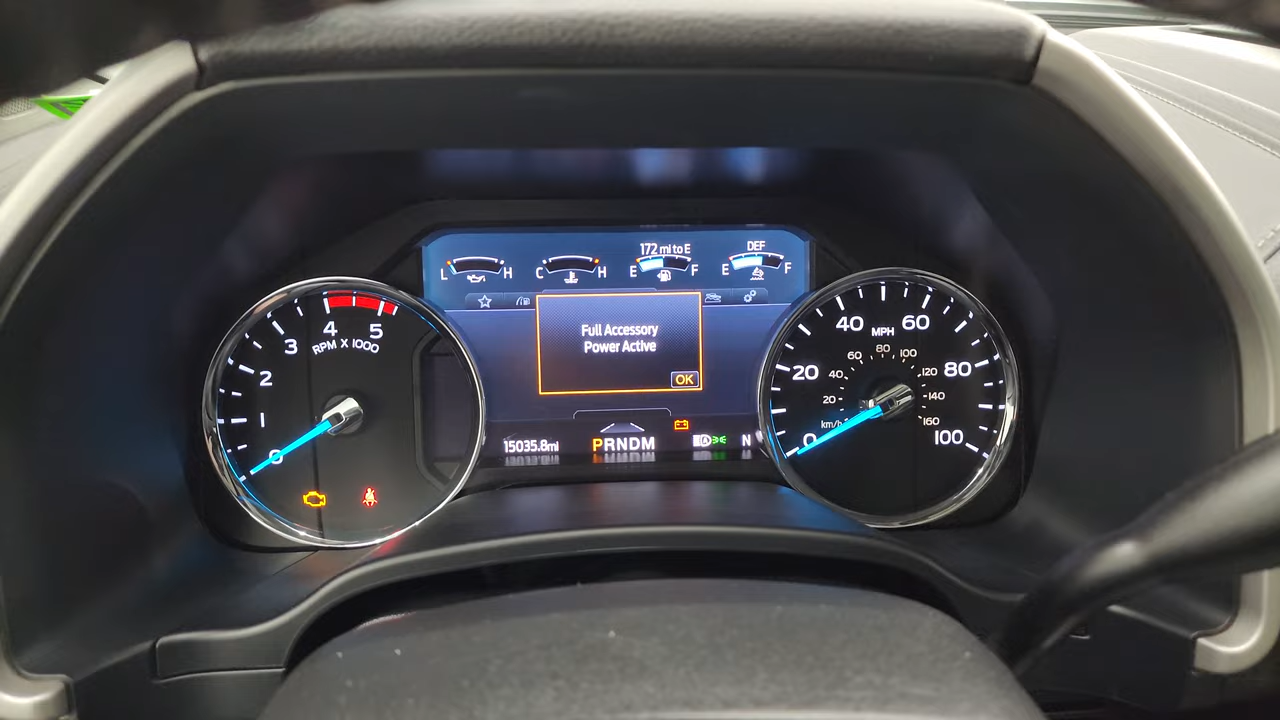 172 mi to E
DEF
L H
C H
E F
E F
Full Accessory
Power Active
OK
15035.8mi
PRNDM
A
N
0
1
2
3
4
5
RPM X 1000
0
20
40
60
80
100
MPH
km/h
20
40
60
80
100
120
140
160